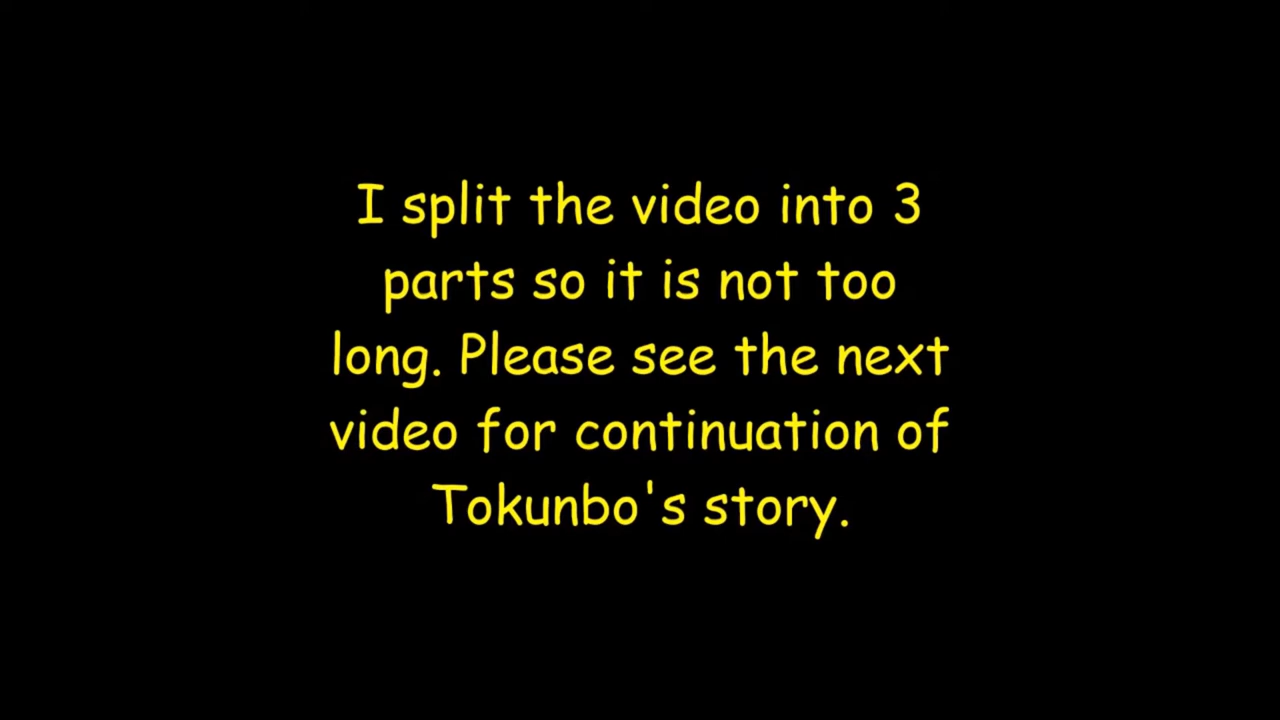 I split the video into 3
parts so it is not too
long. Please see the next
video for continuation of
Tokunbo's story.